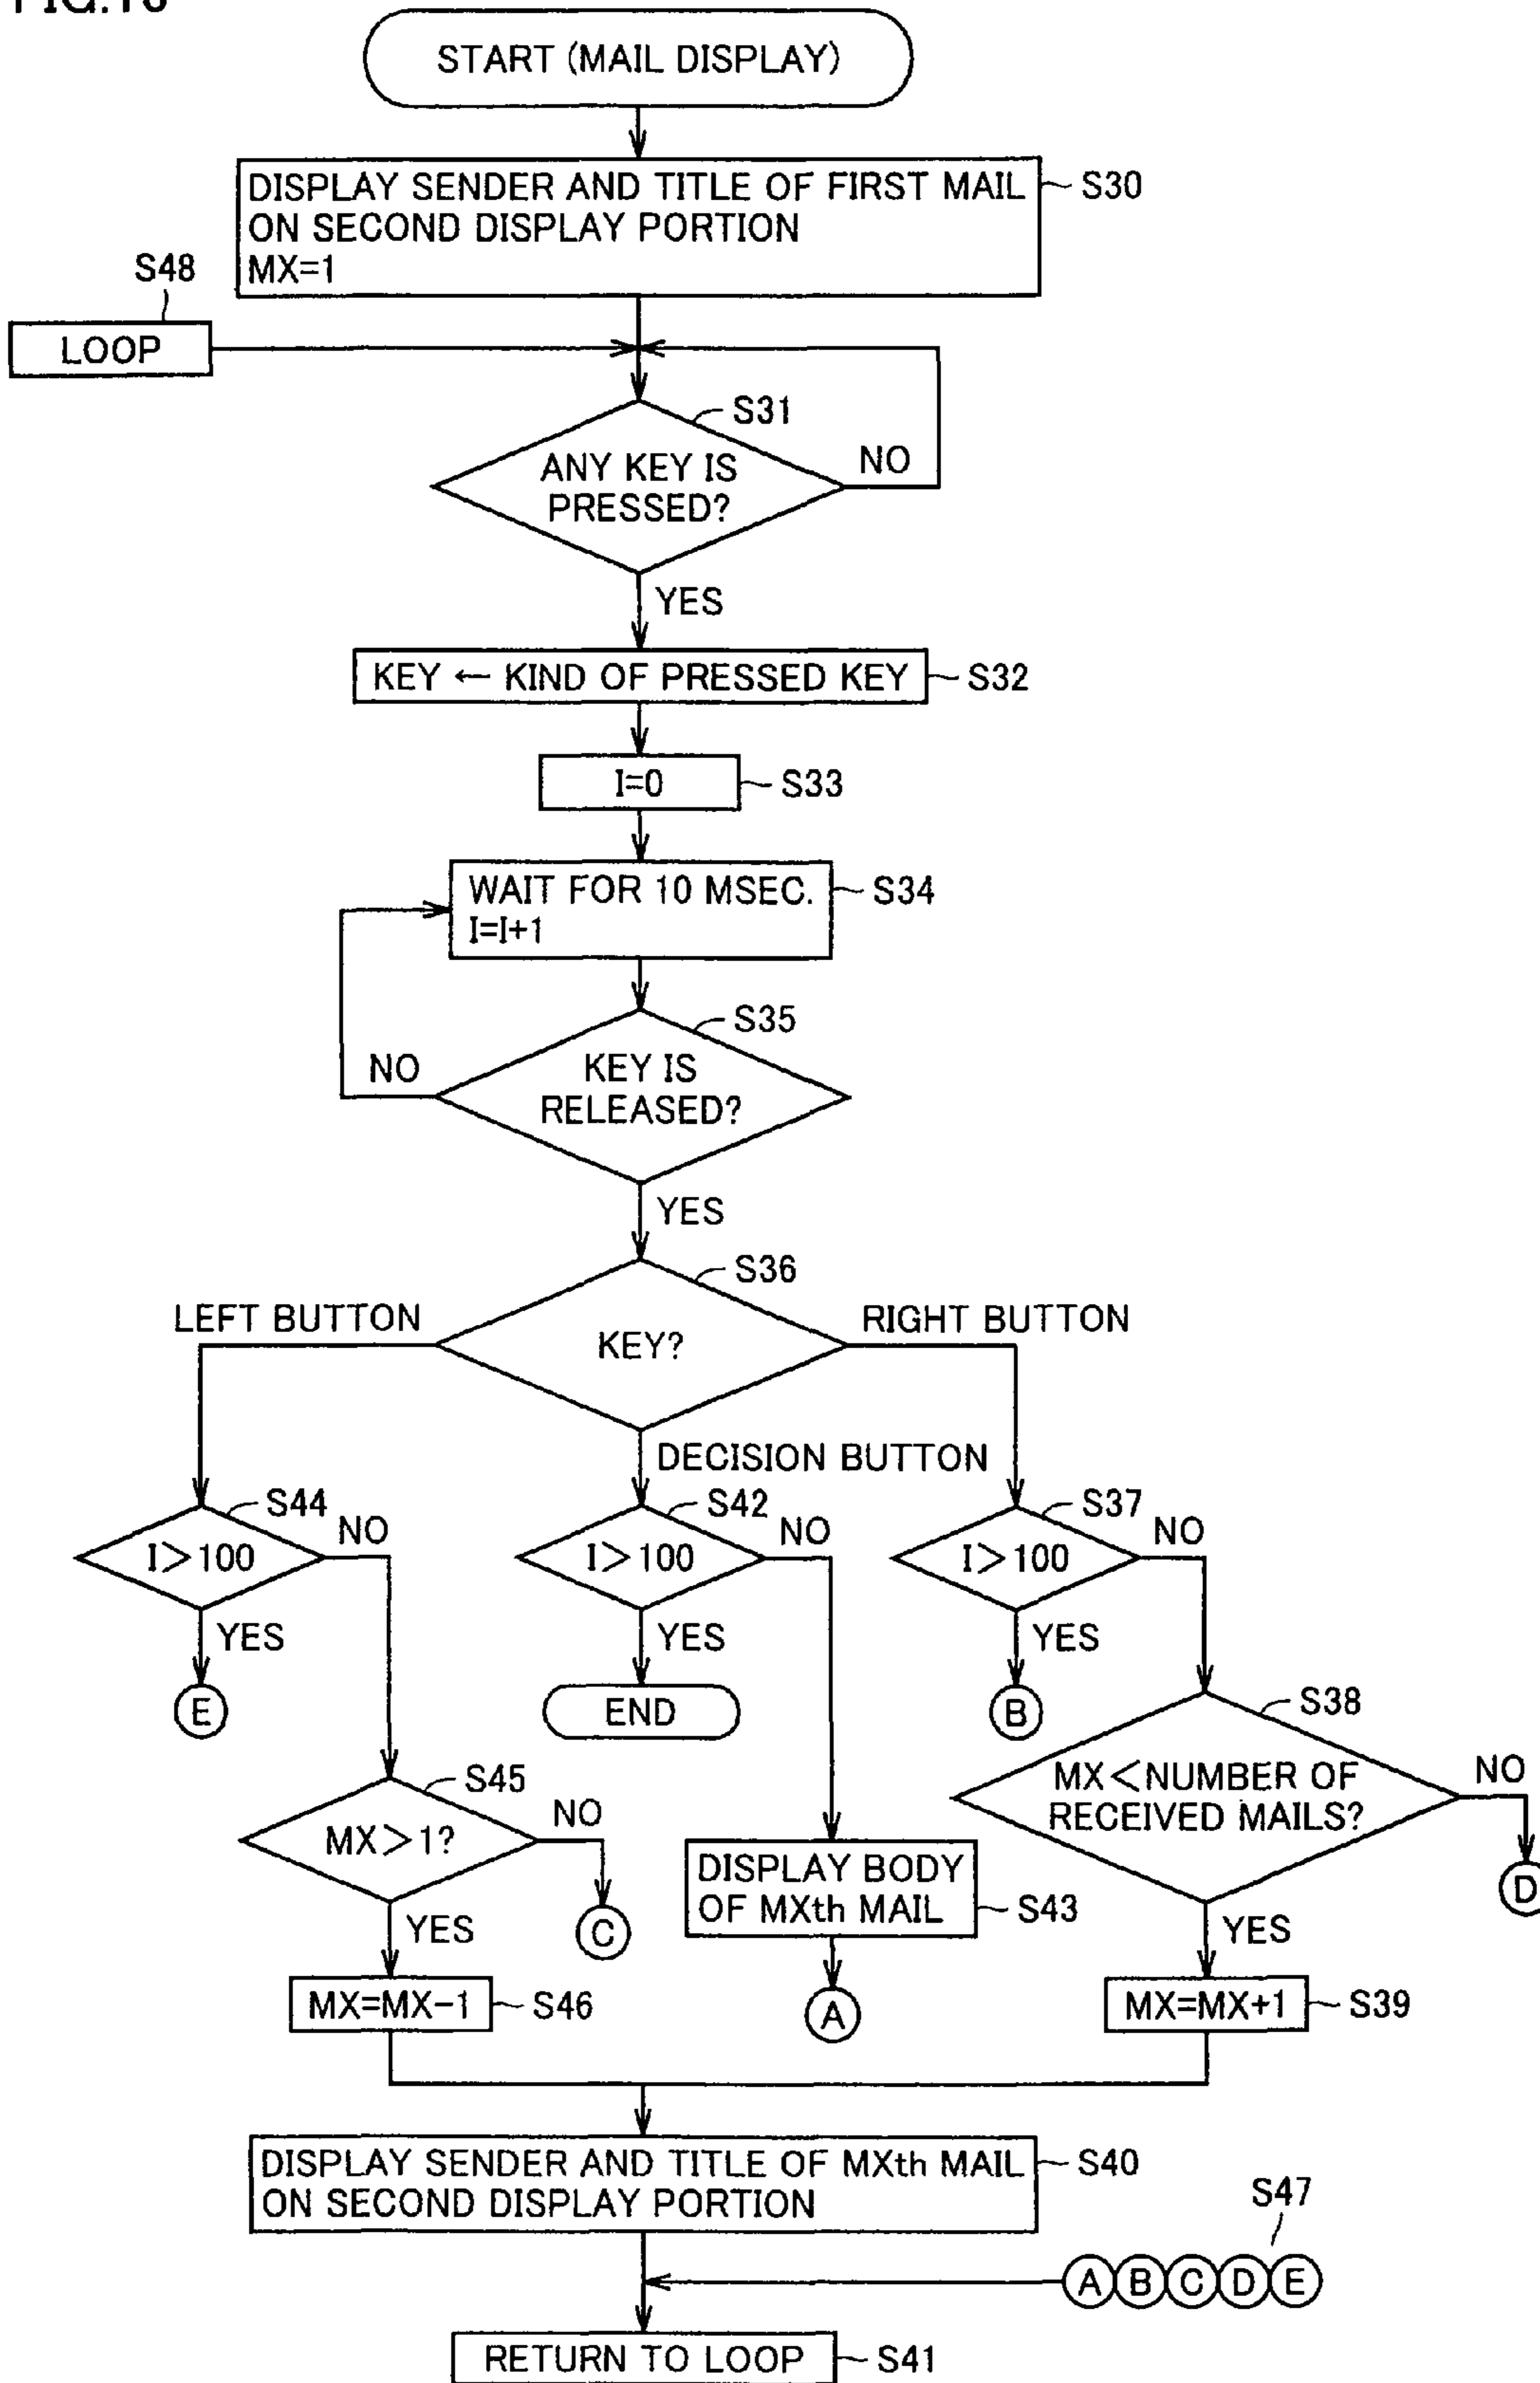 START (MAIL DISPLAY)
DISPLAY SENDER AND TITLE OF FIRST MAIL
ON SECOND DISPLAY PORTION
MX=1
S30
S48
LOOP
S31
ANY KEY IS
PRESSED?
NO
YES
KEY ← KIND OF PRESSED KEY
S32
I=0
S33
WAIT FOR 10 MSEC.
I=I+1
S34
S35
KEY IS
RELEASED?
NO
YES
S36
LEFT BUTTON
KEY?
RIGHT BUTTON
DECISION BUTTON
S44
I>100
NO
YES
E
S42
I>100
NO
YES
END
S37
I>100
NO
YES
B
S38
MX<NUMBER OF
RECEIVED MAILS?
NO
D
YES
S45
MX>1?
NO
C
YES
DISPLAY BODY
OF MXth MAIL
S43
A
MX=MX-1
S46
MX=MX+1
S39
DISPLAY SENDER AND TITLE OF MXth MAIL
ON SECOND DISPLAY PORTION
S40
S47
A B C D E
RETURN TO LOOP
S41